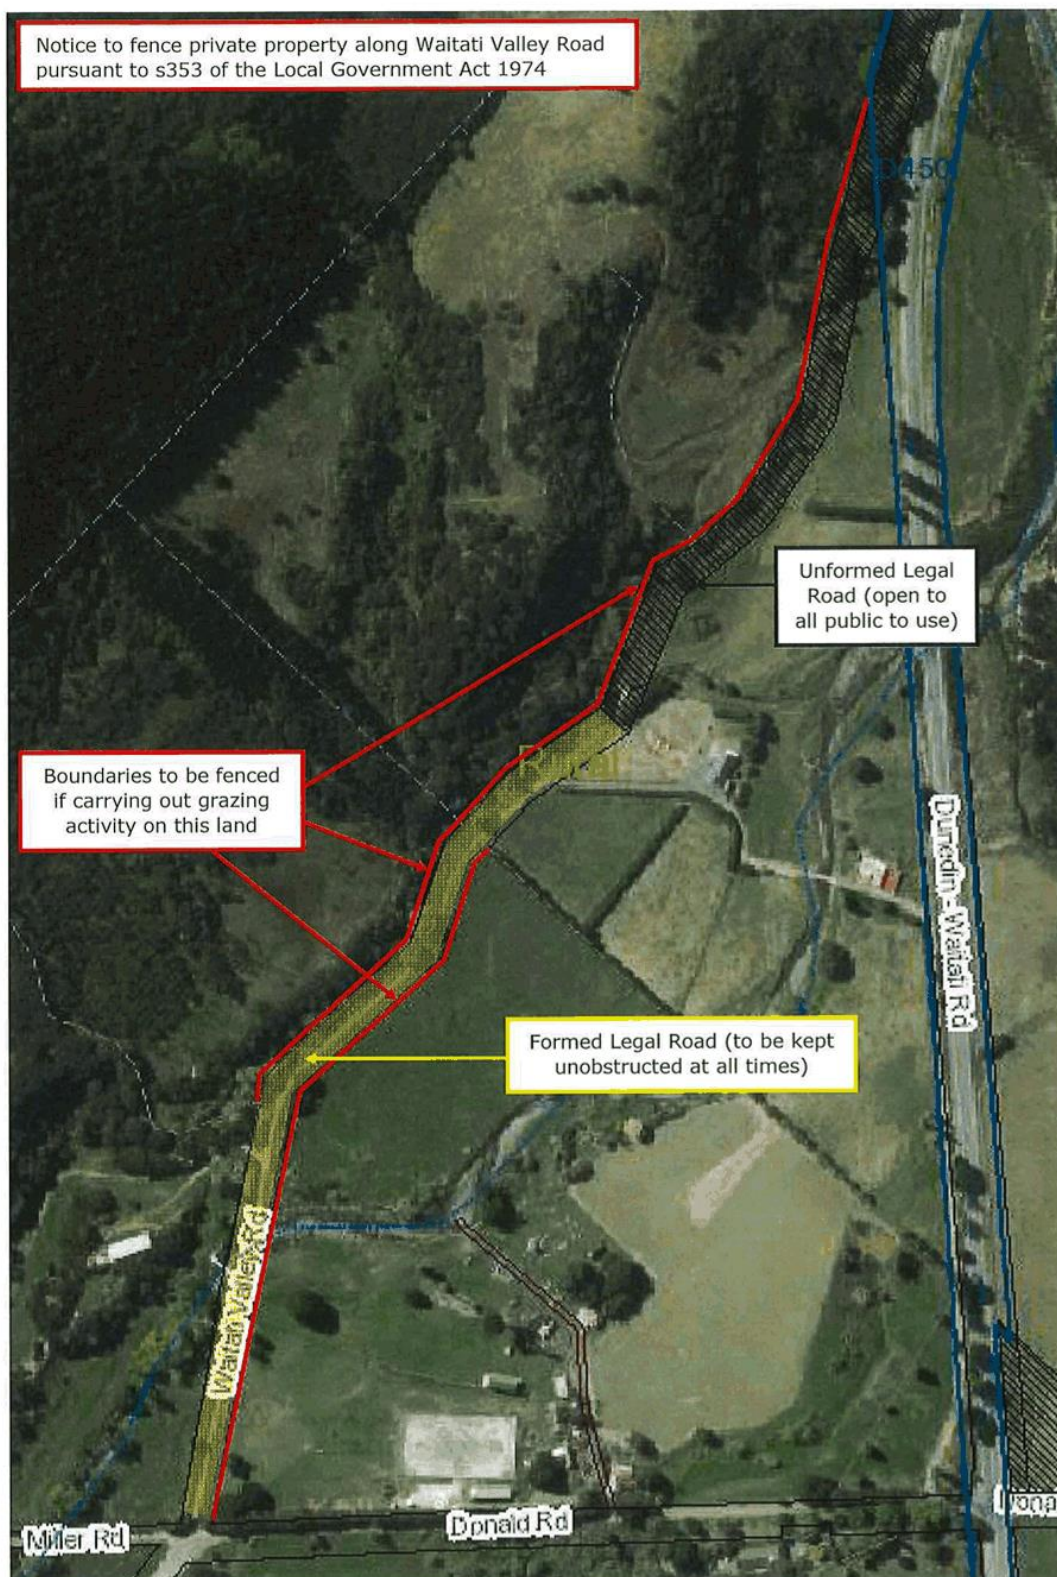 Notice to fence private property along Waitati Valley Road
pursuant to s353 of the Local Government Act 1974
Unformed Legal
Road (open to
all public to use)
Boundaries to be fenced
if carrying out grazing
activity on this land
Dunedin - Waitati Rd
Formed Legal Road (to be kept
unobstructed at all times)
Waitati Valley Rd
Donald Rd
Miller Rd